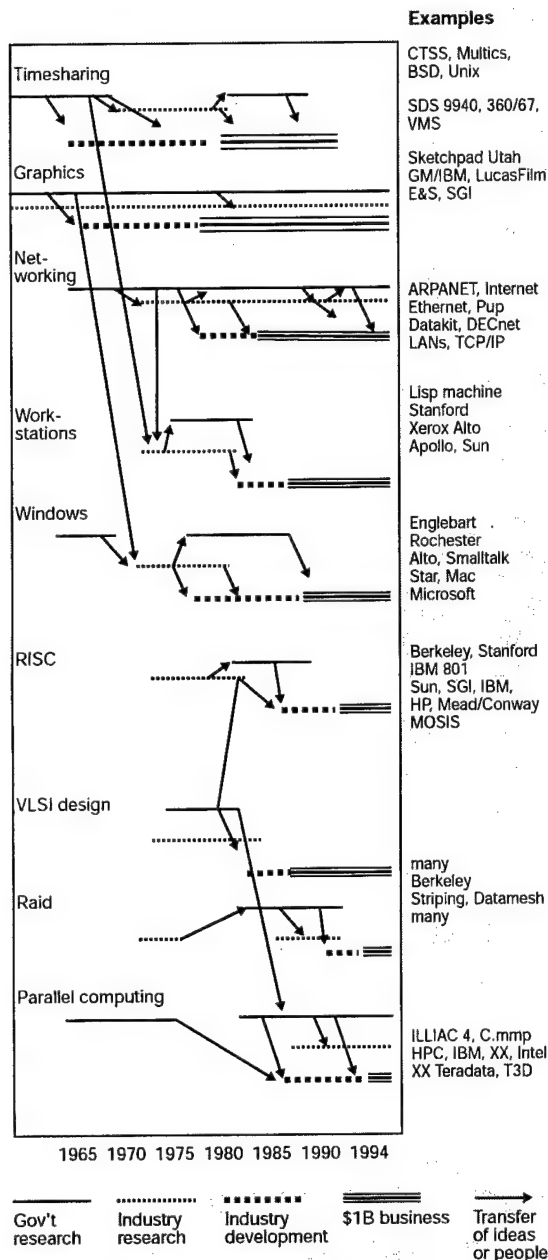 Examples
Timesharing
CTSS, Multics,
BSD, Unix
SDS 9940, 360/67,
VMS
Graphics
Sketchpad Utah
GM/IBM, LucasFilm
E&S, SGI
Net-
working
ARPANET, Internet
Ethernet, Pup
Datakit, DECnet
LANs, TCP/IP
Work-
stations
Lisp machine
Stanford
Xerox Alto
Apollo, Sun
Windows
Englebart
Rochester
Alto, Smalltalk
Star, Mac
Microsoft
RISC
Berkeley, Stanford
IBM 801
Sun, SGI, IBM,
HP, Mead/Conway
MOSIS
VLSI design
many
Raid
Berkeley
Striping, Datamesh
many
Parallel computing
ILLIAC 4, C.mmp
HPC, IBM, XX, Intel
XX Teradata, T3D
1965 1970 1975 1980 1985 1990 1994
Gov't
research
Industry
research
Industry
development
$1B business
Transfer
of ideas
or people